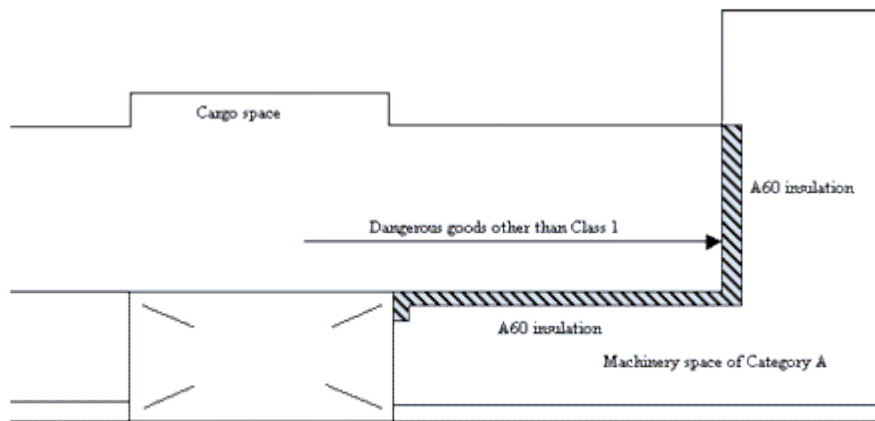 Cargo space
A60 insulation
Dangerous goods other than Class 1
A60 insulation
Machinery space of Category A